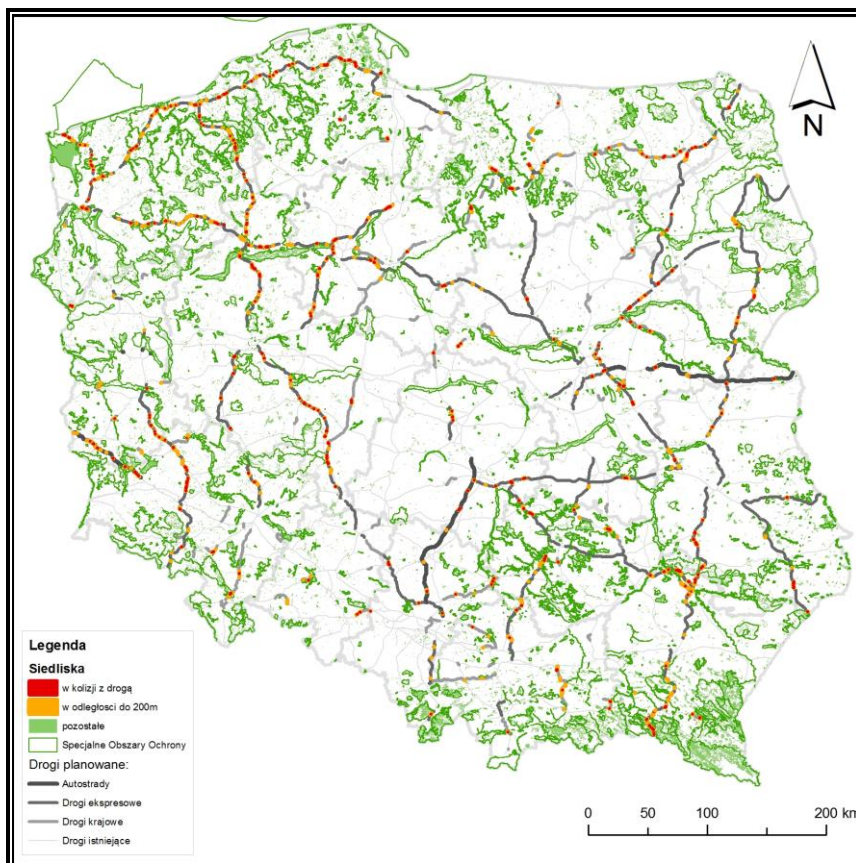 N
Legenda
Siedliska
w kolizji z drogą
w odległosci do 200m
pozostałe
Specjalne Obszary Ochrony
Drogi planowane:
Autostrady
Drogi ekspresowe
Drogi krajowe
Drogi istniejące
0 50 100 200 km